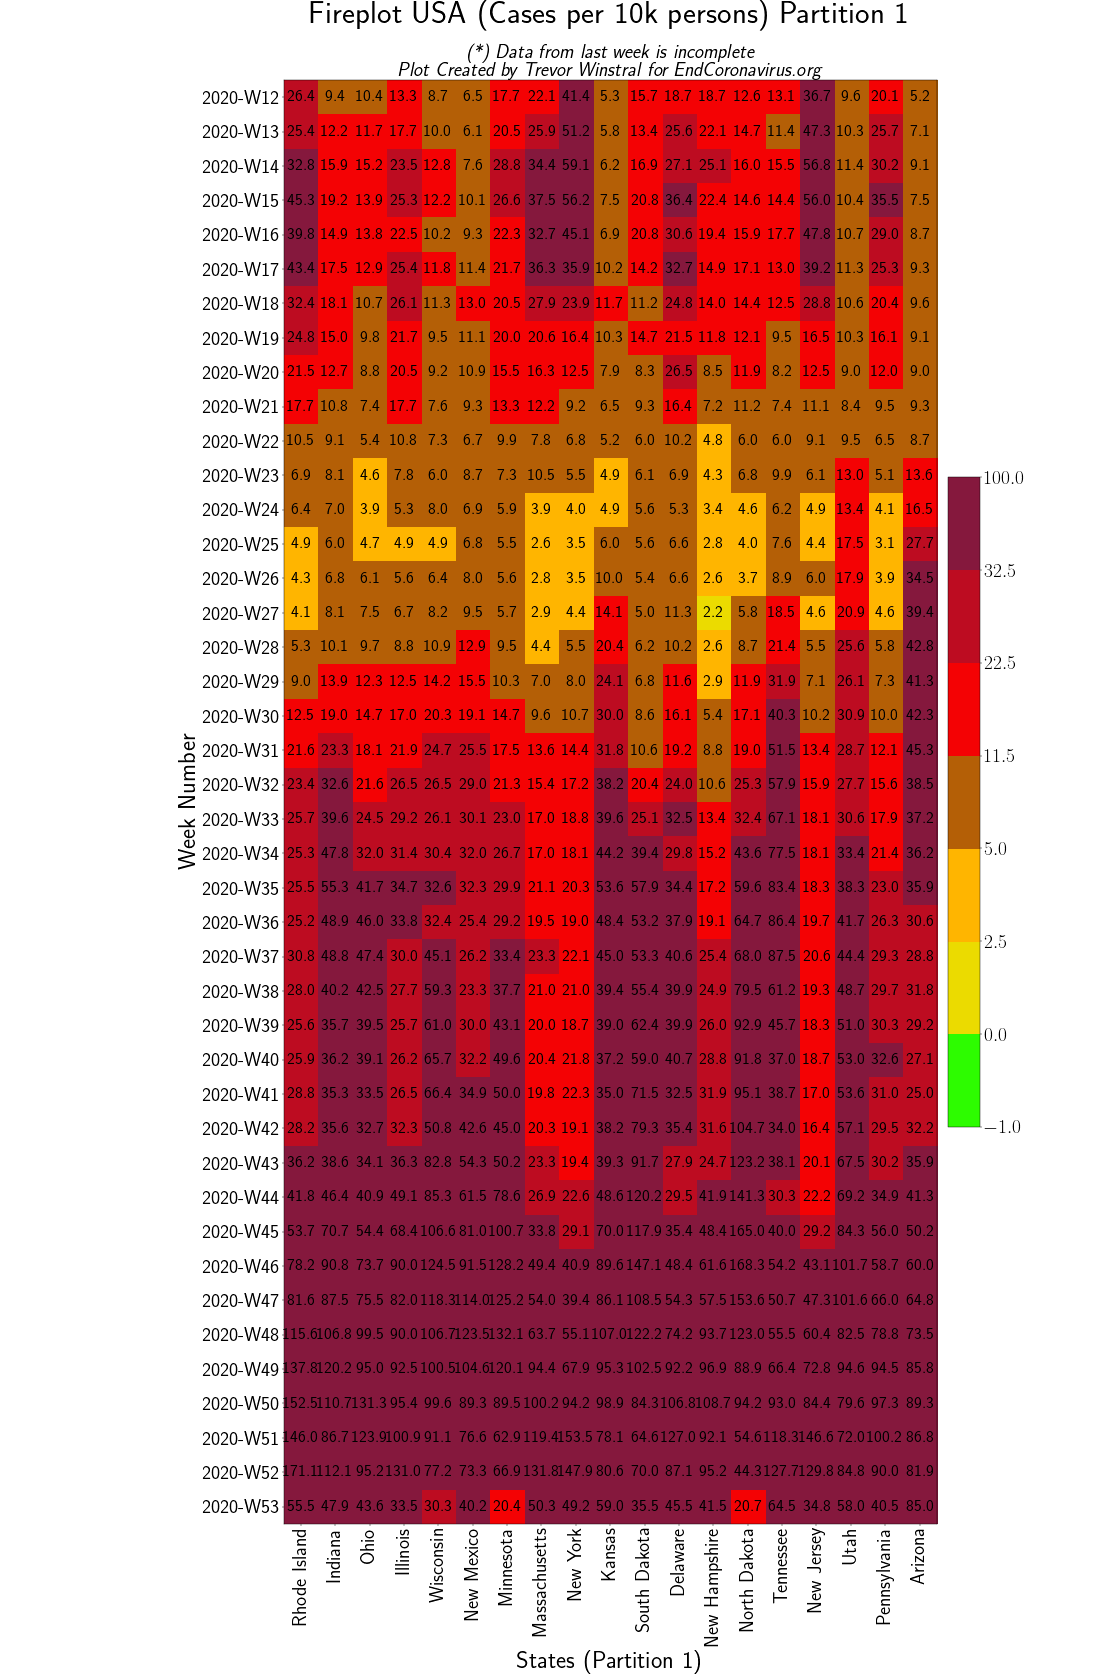 Fireplot USA (Cases per 10k persons) Partition 1
(*) Data from last week is incomplete
Plot Created by Trevor Winstral for EndCoronavirus.org
2020-W12 26.4 9.4 10.4 13.3 8.7 6.5 17.7 22.1 41.4 5.3 15.7 18.7 18.7 12.6 13.1 36.7 9.6 20.1 5.2
2020-W13 25.4 12.2 11.7 17.7 10.0 6.1 20.5 25.9 51.2 5.8 13.4 25.6 22.1 14.7 11.4 47.3 10.3 25.7 7.1
2020-W14 32.8 15.9 15.2 23.5 12.8 7.6 28.8 34.4 59.1 6.2 16.9 27.1 25.1 16.0 15.5 56.8 11.4 30.2 9.1
2020-W15 45.3 19.2 13.9 25.3 12.2 10.1 26.6 37.5 56.2 7.5 20.8 36.4 22.4 14.6 14.4 56.0 10.4 35.5 7.5
2020-W16 39.8 14.9 13.8 22.5 10.2 9.3 22.3 32.7 45.1 6.9 20.8 30.6 19.4 15.9 17.7 47.8 10.7 29.0 8.7
2020-W17 43.4 17.5 12.9 25.4 11.8 11.4 21.7 36.3 35.9 10.2 14.2 32.7 14.9 17.1 13.0 39.2 11.3 25.3 9.3
2020-W18 32.4 18.1 10.7 26.1 11.3 13.0 20.5 27.9 23.9 11.7 11.2 24.8 14.0 14.4 12.5 28.8 10.6 20.4 9.6
2020-W19 24.8 15.0 9.8 21.7 9.5 11.1 20.0 20.6 16.4 10.3 14.7 21.5 11.8 12.1 9.5 16.5 10.3 16.1 9.1
2020-W20 21.5 12.7 8.8 20.5 9.2 10.9 15.5 16.3 12.5 7.9 8.3 26.5 8.5 11.9 8.2 12.5 9.0 12.0 9.0
2020-W21 17.7 10.8 7.4 17.7 7.6 9.3 13.3 12.2 9.2 6.5 9.3 16.4 7.2 11.2 7.4 11.1 8.4 9.5 9.3
2020-W22 10.5 9.1 5.4 10.8 7.3 6.7 9.9 7.8 6.8 5.2 6.0 10.2 4.8 6.0 6.0 9.1 9.5 6.5 8.7
2020-W23 6.9 8.1 4.6 7.8 6.0 8.7 7.3 10.5 5.5 4.9 6.1 6.9 4.3 6.8 9.9 6.1 13.0 5.1 13.6
2020-W24 6.4 7.0 3.9 5.3 8.0 6.9 5.9 3.9 4.0 4.9 5.6 5.3 3.4 4.6 6.2 4.9 13.4 4.1 16.5
2020-W25 4.9 6.0 4.7 4.9 4.9 6.8 5.5 2.6 3.5 6.0 5.6 6.6 2.8 4.0 7.6 4.4 17.5 3.1 27.7
2020-W26 4.3 6.8 6.1 5.6 6.4 8.0 5.6 2.8 3.5 10.0 5.4 6.6 2.6 3.7 8.9 6.0 17.9 3.9 34.5
2020-W27 4.1 8.1 7.5 6.7 8.2 9.5 5.7 2.9 4.4 14.1 5.0 11.3 2.2 5.8 18.5 4.6 20.9 4.6 39.4
2020-W28 5.3 10.1 9.7 8.8 10.9 12.9 9.5 4.4 5.5 20.4 6.2 10.2 2.6 8.7 21.4 5.5 25.6 5.8 42.8
2020-W29 9.0 13.9 12.3 12.5 14.2 15.5 10.3 7.0 8.0 24.1 6.8 11.6 2.9 11.9 31.9 7.1 26.1 7.3 41.3
2020-W30 12.5 19.0 14.7 17.0 20.3 19.1 14.7 9.6 10.7 30.0 8.6 16.1 5.4 17.1 40.3 10.2 30.9 10.0 42.3
2020-W31 21.6 23.3 18.1 21.9 24.7 25.5 17.5 13.6 14.4 31.8 10.6 19.2 8.8 19.0 51.5 13.4 28.7 12.1 45.3
2020-W32 23.4 32.6 21.6 26.5 26.5 29.0 21.3 15.4 17.2 38.2 20.4 24.0 10.6 25.3 57.9 15.9 27.7 15.6 38.5
2020-W33 25.7 39.6 24.5 29.2 26.1 30.1 23.0 17.0 18.8 39.6 25.1 32.5 13.4 32.4 67.1 18.1 30.6 17.9 37.2
2020-W34 25.3 47.8 32.0 31.4 30.4 32.0 26.7 17.0 18.1 44.2 39.4 29.8 15.2 43.6 77.5 18.1 33.4 21.4 36.2
2020-W35 25.5 55.3 41.7 34.7 32.6 32.3 29.9 21.1 20.3 53.6 57.9 34.4 17.2 59.6 83.4 18.3 38.3 23.0 35.9
2020-W36 25.2 48.9 46.0 33.8 32.4 25.4 29.2 19.5 19.0 48.4 53.2 37.9 19.1 64.7 86.4 19.7 41.7 26.3 30.6
2020-W37 30.8 48.8 47.4 30.0 45.1 26.2 33.4 23.3 22.1 45.0 53.3 40.6 25.4 68.0 87.5 20.6 44.4 29.3 28.8
2020-W38 28.0 40.2 42.5 27.7 59.3 23.3 37.7 21.0 21.0 39.4 55.4 39.9 24.9 79.5 61.2 19.3 48.7 29.7 31.8
2020-W39 25.6 35.7 39.5 25.7 61.0 30.0 43.1 20.0 18.7 39.0 62.4 39.9 26.0 92.9 45.7 18.3 51.0 30.3 29.2
2020-W40 25.9 36.2 39.1 26.2 65.7 32.2 49.6 20.4 21.8 37.2 59.0 40.7 28.8 91.8 37.0 18.7 53.0 32.6 27.1
2020-W41 28.8 35.3 33.5 26.5 66.4 34.9 50.0 19.8 22.3 35.0 71.5 32.5 31.9 95.1 38.7 17.0 53.6 31.0 25.0
2020-W42 28.2 35.6 32.7 32.3 50.8 42.6 45.0 20.3 19.1 38.2 79.3 35.4 31.6 104.7 34.0 16.4 57.1 29.5 32.2
2020-W43 36.2 38.6 34.1 36.3 82.8 54.3 50.2 23.3 19.4 39.3 91.7 27.9 24.7 123.2 38.1 20.1 67.5 30.2 35.9
2020-W44 41.8 46.4 40.9 49.1 85.3 61.5 78.6 26.9 22.6 48.6 120.2 29.5 41.9 141.3 30.3 22.2 69.2 34.9 41.3
2020-W45 53.7 70.7 54.4 68.4 106.6 81.0 100.7 33.8 29.1 70.0 117.9 35.4 48.4 165.0 40.0 29.2 84.3 56.0 50.2
2020-W46 78.2 90.8 73.7 90.0 124.5 91.5 128.2 49.4 40.9 89.6 147.1 48.4 61.6 168.3 54.2 43.1 101.7 58.7 60.0
2020-W47 81.6 87.5 75.5 82.0 118.3 114.0 125.2 54.0 39.4 86.1 108.5 54.3 57.5 153.6 50.7 47.3 101.6 66.0 64.8
2020-W48 115.6 106.8 99.5 90.0 106.7 123.5 132.1 63.7 55.1 107.0 122.2 74.2 93.7 123.0 55.5 60.4 82.5 78.8 73.5
2020-W49 137.8 120.2 95.0 92.5 100.5 104.6 120.1 94.4 67.9 95.3 102.5 92.2 96.9 88.9 66.4 72.8 94.6 94.5 85.8
2020-W50 152.5 110.7 131.3 95.4 99.6 89.3 89.5 100.2 94.2 98.9 84.3 106.8 108.7 94.2 93.0 84.4 79.6 97.3 89.3
2020-W51 146.0 86.7 123.9 100.9 91.1 76.6 62.9 119.4 153.5 78.1 64.6 127.0 92.1 54.6 118.3 146.6 72.0 100.2 86.8
2020-W52 171.1 112.1 95.2 131.0 77.2 73.3 66.9 131.8 147.9 80.6 70.0 87.1 95.2 44.3 127.7 129.8 84.8 90.0 81.9
2020-W53 55.5 47.9 43.6 33.5 30.3 40.2 20.4 50.3 49.2 59.0 35.5 45.5 41.5 20.7 64.5 34.8 58.0 40.5 85.0
Week Number
Rhode Island
Indiana
Ohio
Illinois
Wisconsin
New Mexico
Minnesota
Massachusetts
New York
Kansas
South Dakota
Delaware
New Hampshire
North Dakota
Tennessee
New Jersey
Utah
Pennsylvania
Arizona
States (Partition 1)
100.0
32.5
22.5
11.5
5.0
2.5
0.0
−1.0